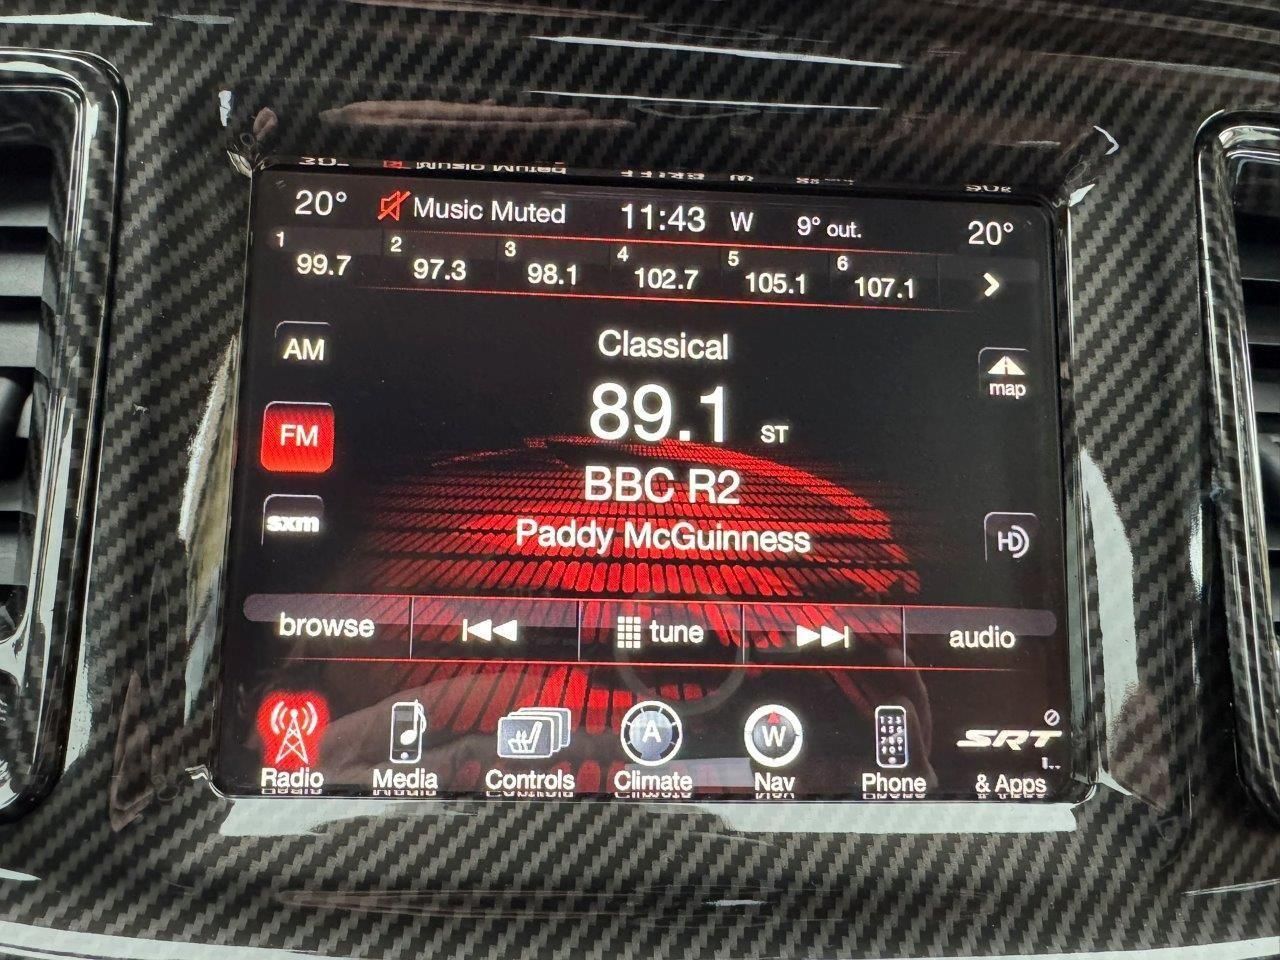 20° Music Muted 11:43 W 9° out. 20°
1 99.7 2 97.3 3 98.1 4 102.7 5 105.1 6 107.1
AM
Classical
map
89.1 ST
FM
BBC R2
sxm
Paddy McGuinness
HD
browse tune audio
A W
Radio Media Controls Climate Nav Phone SRT & Apps